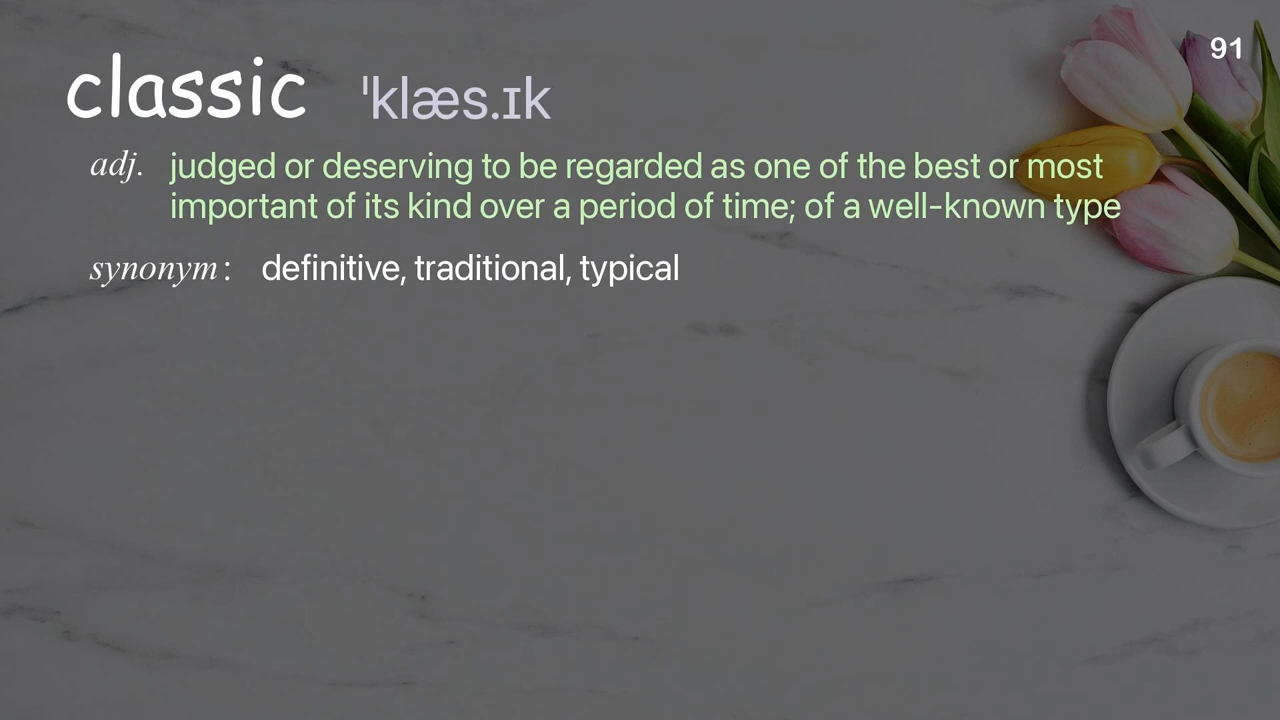 91
classic ˈklæs.ɪk
adj. judged or deserving to be regarded as one of the best or most
important of its kind over a period of time; of a well-known type
synonym: definitive, traditional, typical